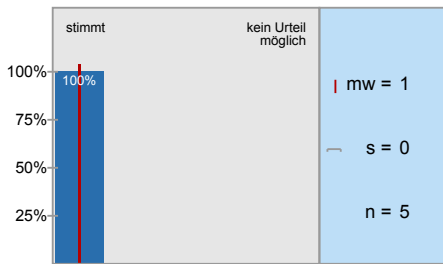 stimmt
kein Urteil
möglich
100%
75%
50%
25%
100%
mw = 1
s = 0
n = 5